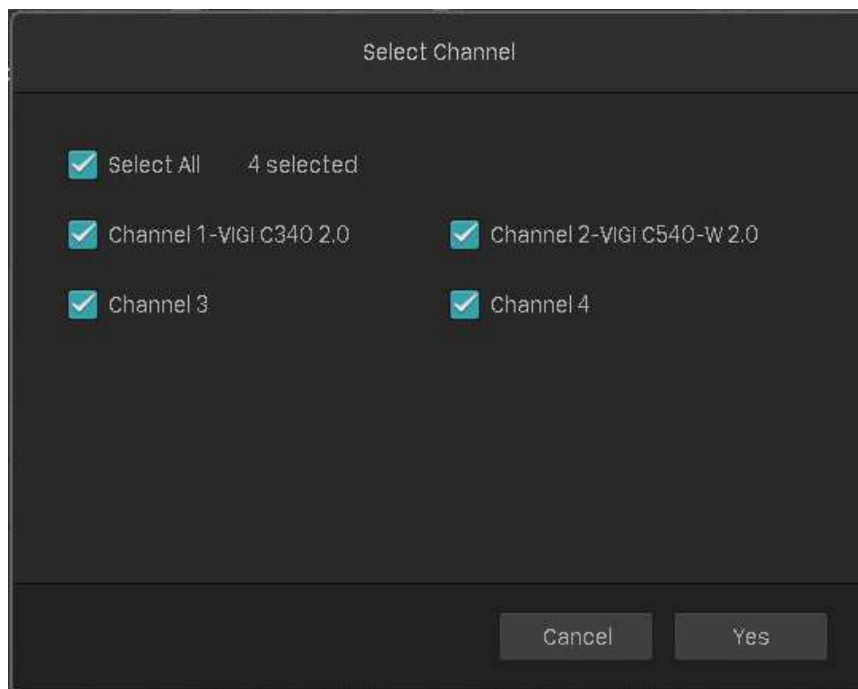 Select Channel
Select All 4 selected
Channel 1-VIGI C340 2.0 Channel 2-VIGI C540-W 2.0
Channel 3 Channel 4
Cancel Yes